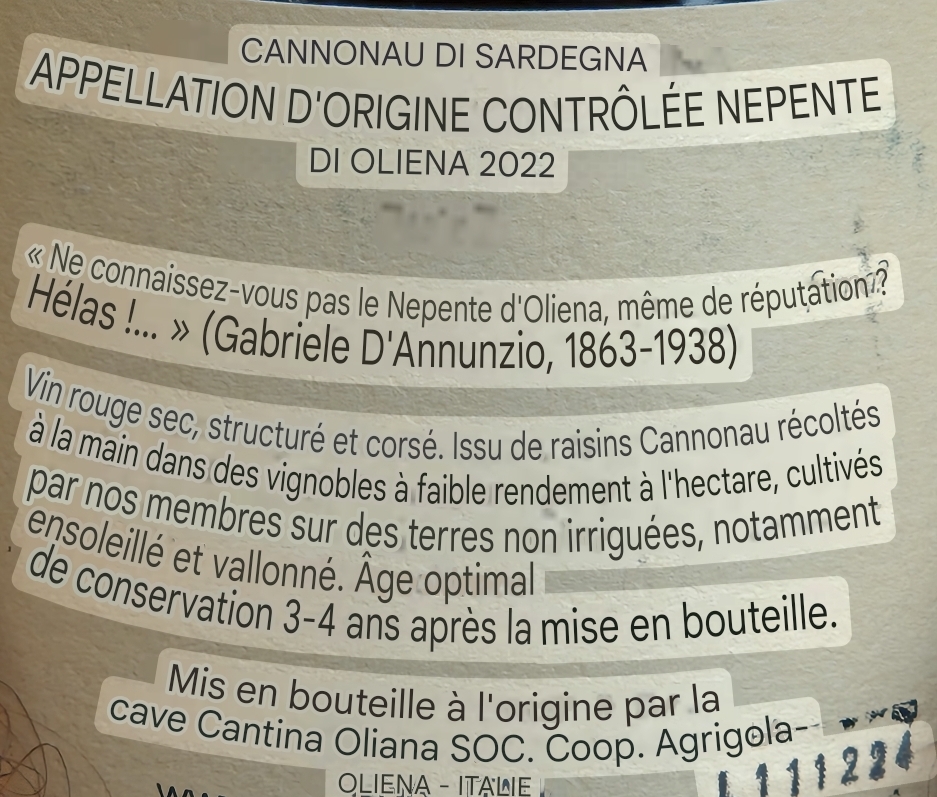 CANNONAU DI SARDEGNA
APPELLATION D'ORIGINE CONTRÔLÉE NEPENTE
DI OLIENA 2022
« Ne connaissez-vous pas le Nepente d'Oliena, même de réputation?
Hélas !... » (Gabriele D'Annunzio, 1863-1938)
Vin rouge sec, structuré et corsé. Issu de raisins Cannonau récoltés
à la main dans des vignobles à faible rendement à l'hectare, cultivés
par nos membres sur des terres non irriguées, notamment
ensoleillé et vallonné. Âge optimal
de conservation 3-4 ans après la mise en bouteille.
Mis en bouteille à l'origine par la
cave Cantina Oliana SOC. Coop. Agrigola-
OLIENA - ITALIE
L 111224